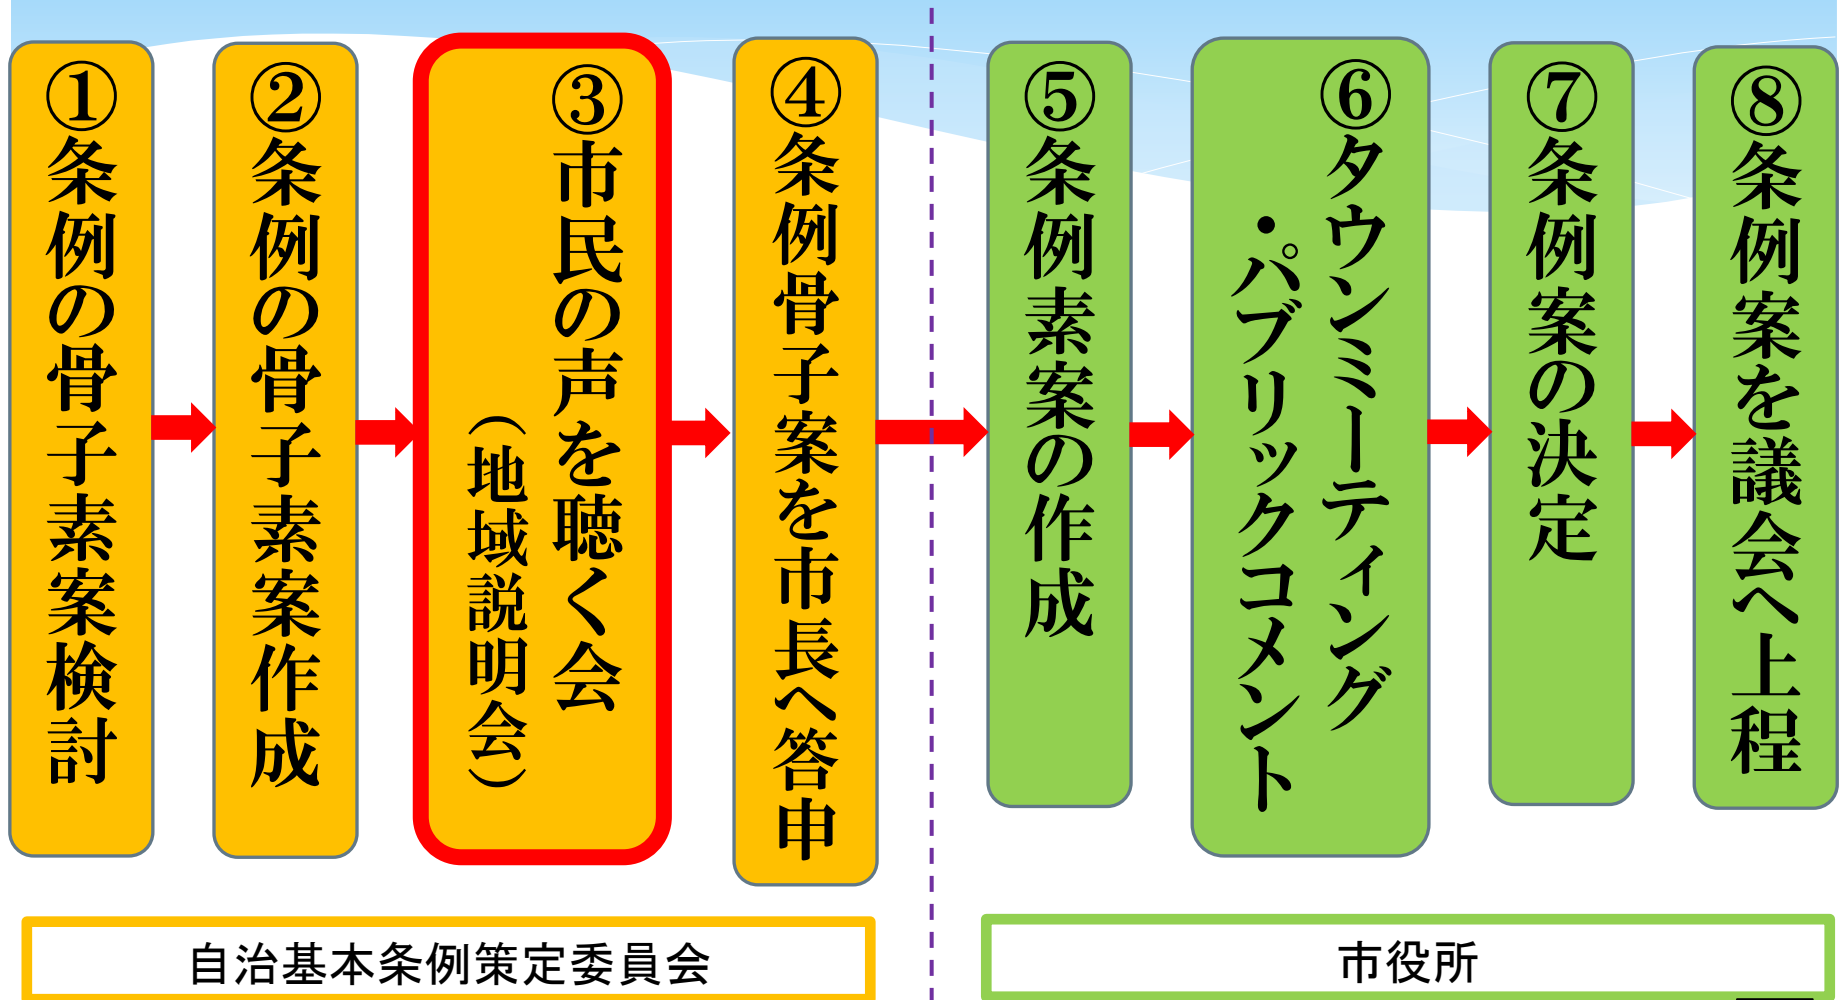 ①条例の骨子素案検討
②条例の骨子素案作成
③市民の声を聴く会
（地域説明会）
④条例骨子案を市長へ答申
⑤条例素案の作成
⑥タウンミーティング
・パブリックコメント
⑦条例案の決定
⑧条例案を議会へ上程
自治基本条例策定委員会
市役所